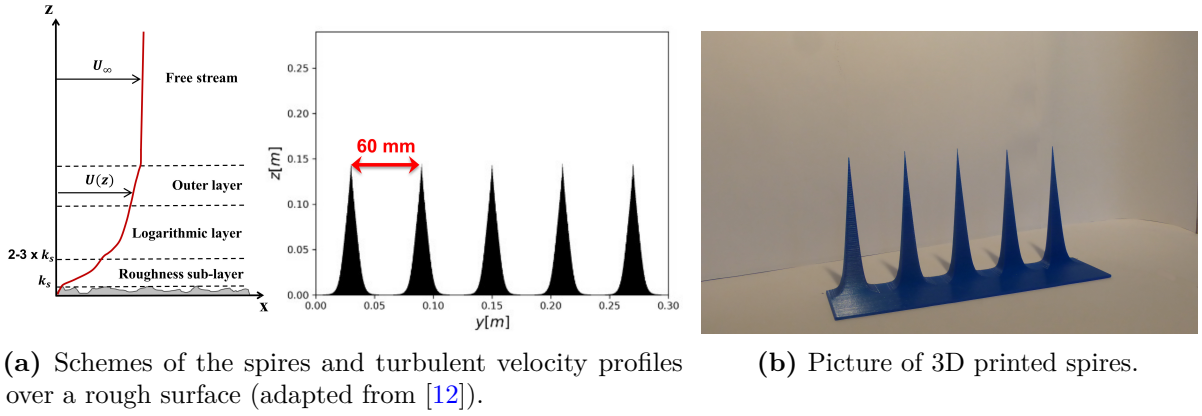 z
U∞
Free stream
U(z)
Outer layer
Logarithmic layer
2-3 x ks
Roughness sub-layer
ks
x
0.25
0.20
0.15
0.10
0.05
0.00
z[m]
60 mm
0.00 0.05 0.10 0.15 0.20 0.25 0.30
y[m]
(a) Schemes of the spires and turbulent velocity profiles
over a rough surface (adapted from [12]).
(b) Picture of 3D printed spires.